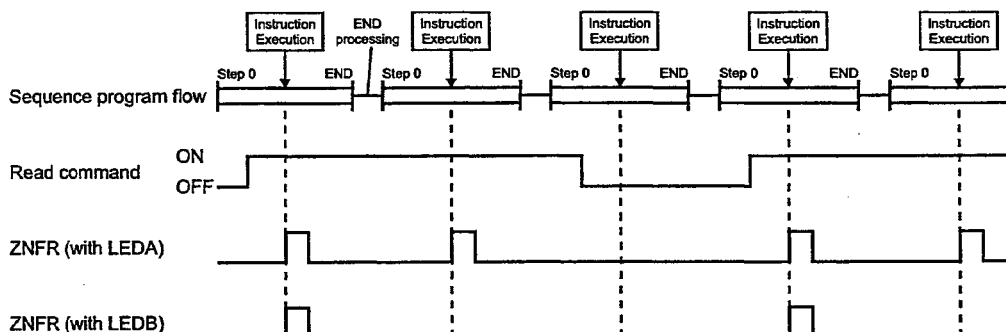 Instruction
Execution
END
processing
Instruction
Execution
Instruction
Execution
Instruction
Execution
Instruction
Execution
Step 0 END Step 0 END Step 0 END Step 0 END Step 0
Sequence program flow
ON
Read command
OFF
ZNFR (with LEDA)
ZNFR (with LEDB)